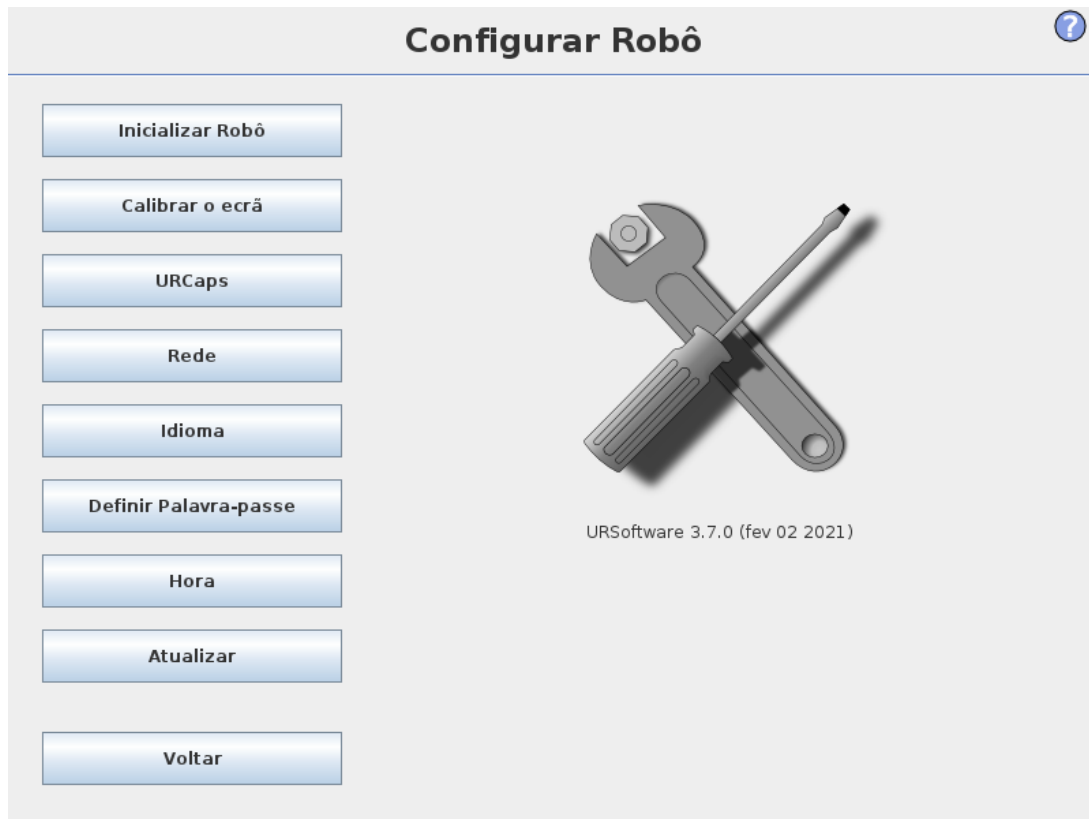 Configurar Robô
?
Inicializar Robô
Calibrar o ecrã
URCaps
Rede
Idioma
Definir Palavra-passe
Hora
Atualizar
Voltar
URSoftware 3.7.0 (fev 02 2021)